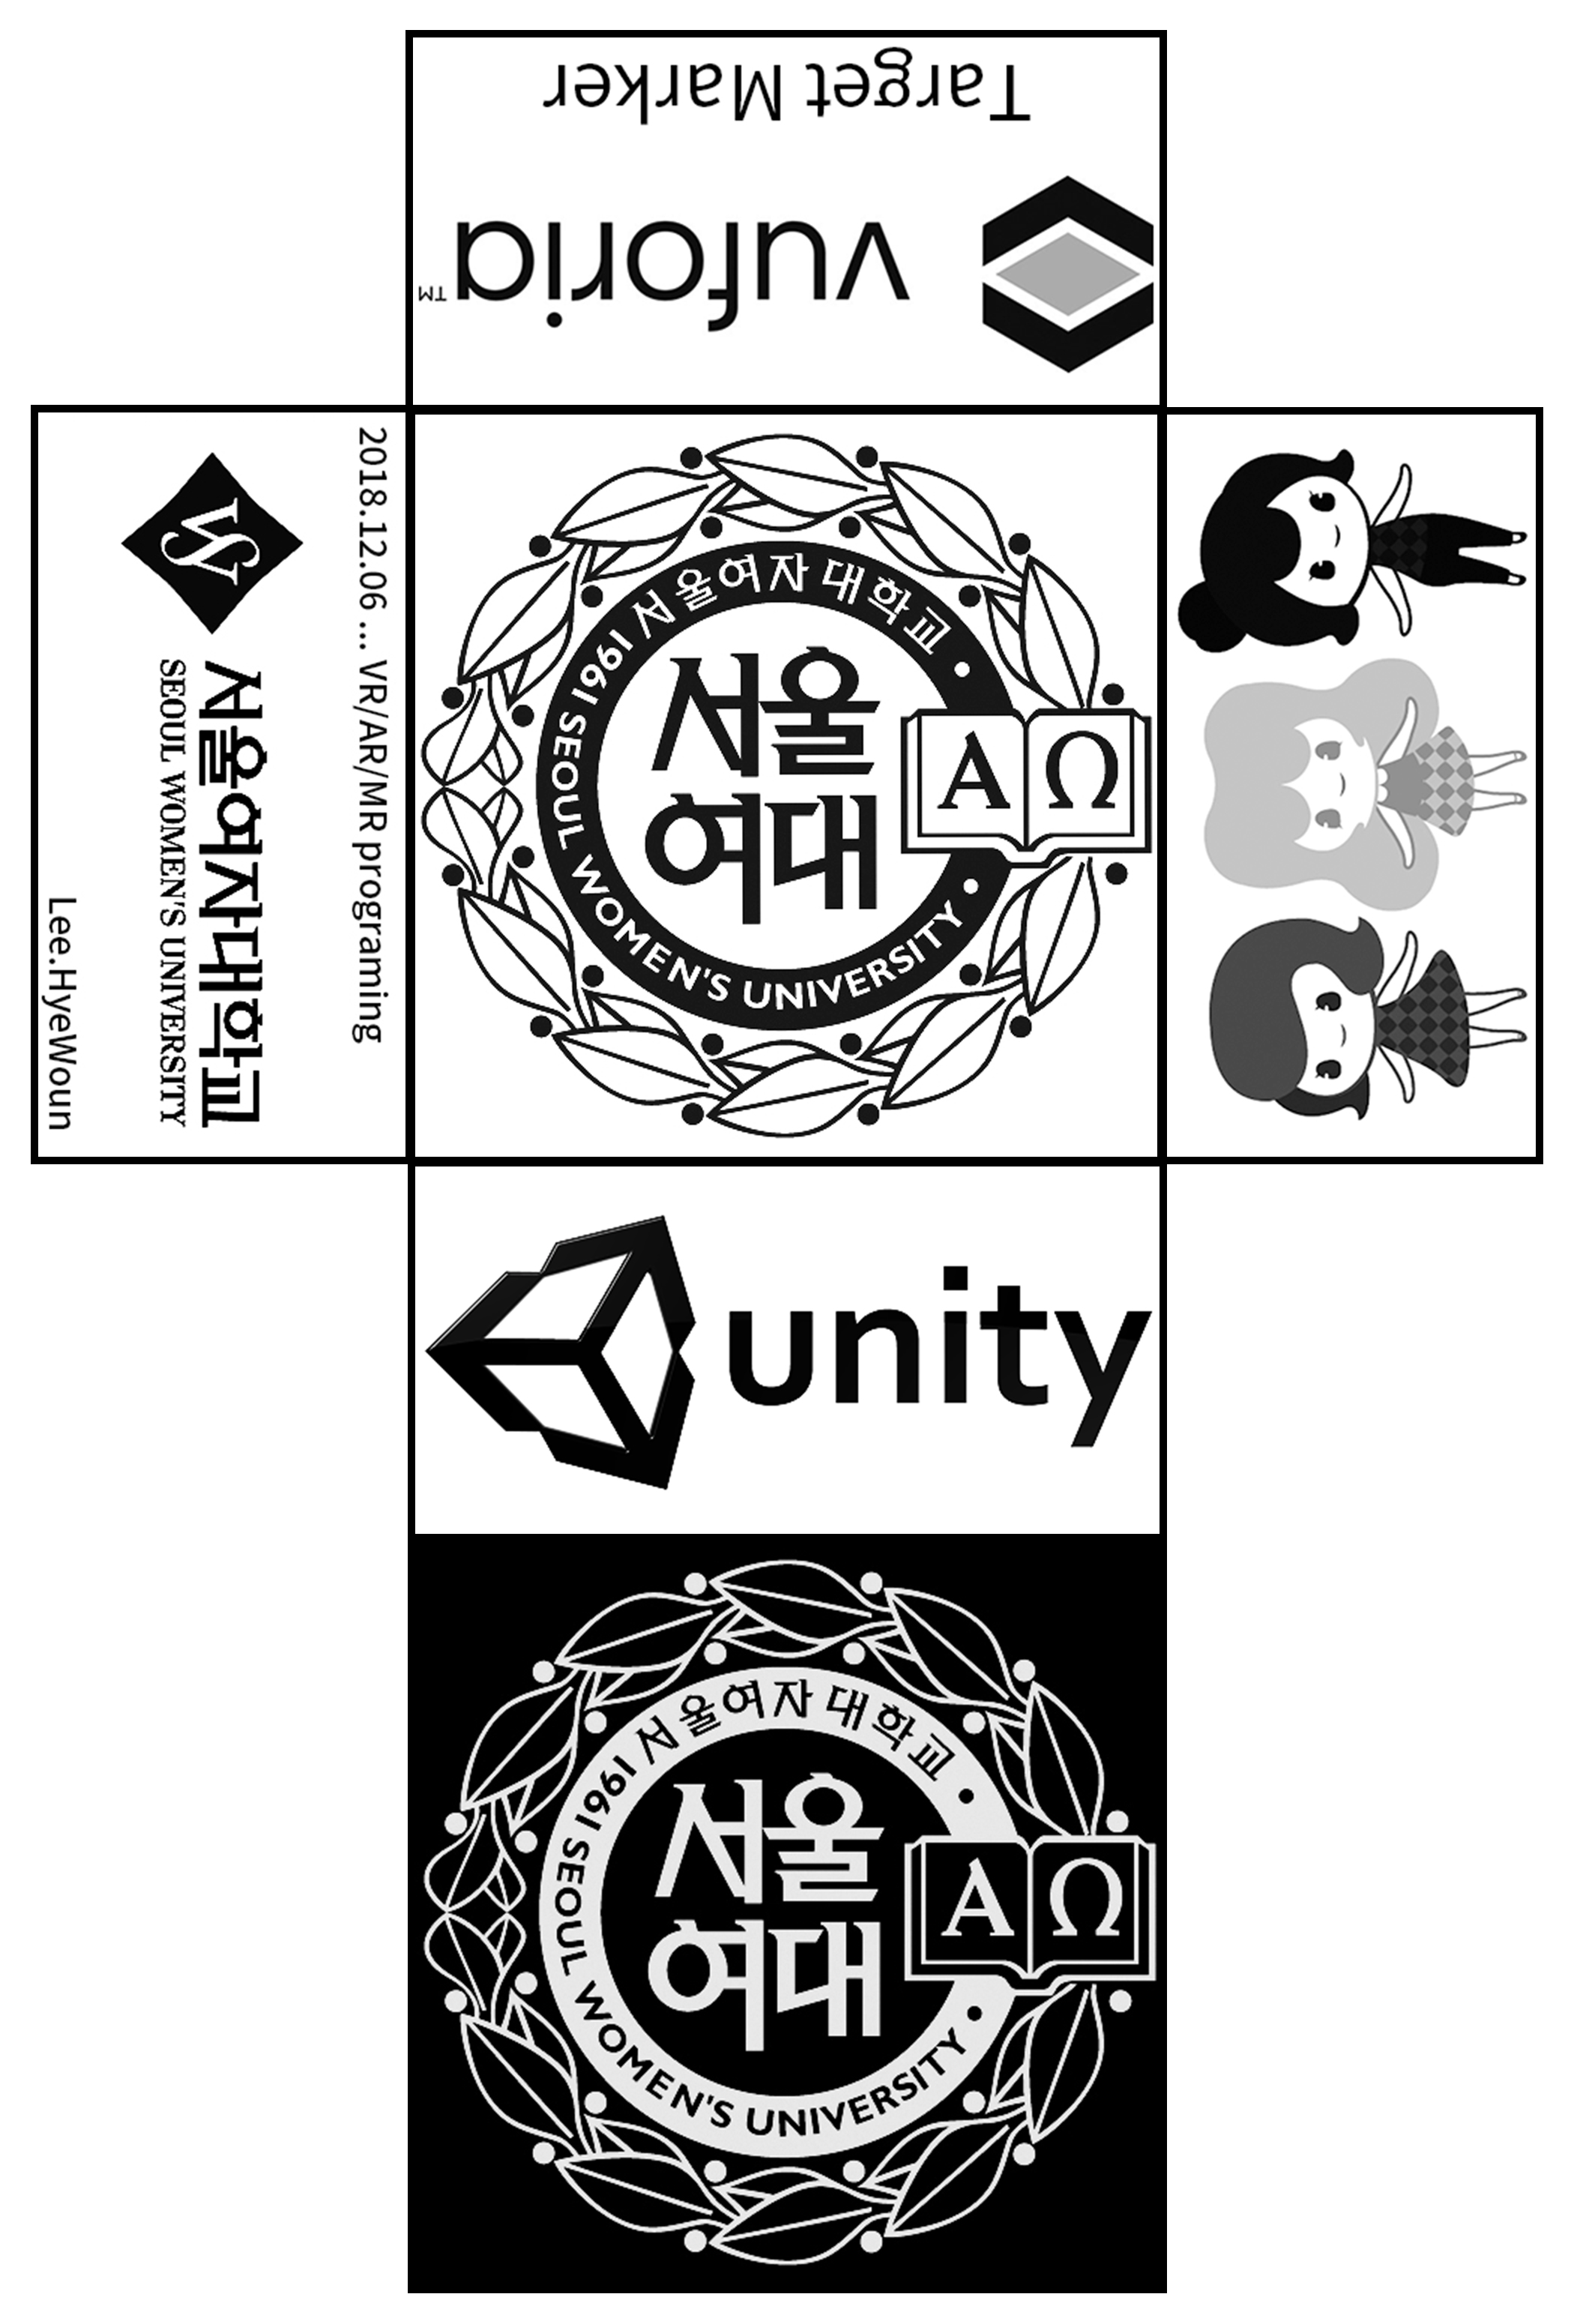 Target Marker
vuforia™
2018.12.06 ... VR/AR/MR programing
서울여자대학교
SEOUL WOMEN'S UNIVERSITY
Lee.HyeWoun
1961 서울여자대학교
서울
여대
SEOUL WOMEN'S UNIVERSITY
Α Ω
unity
1961 서울여자대학교
서울
여대
SEOUL WOMEN'S UNIVERSITY
Α Ω